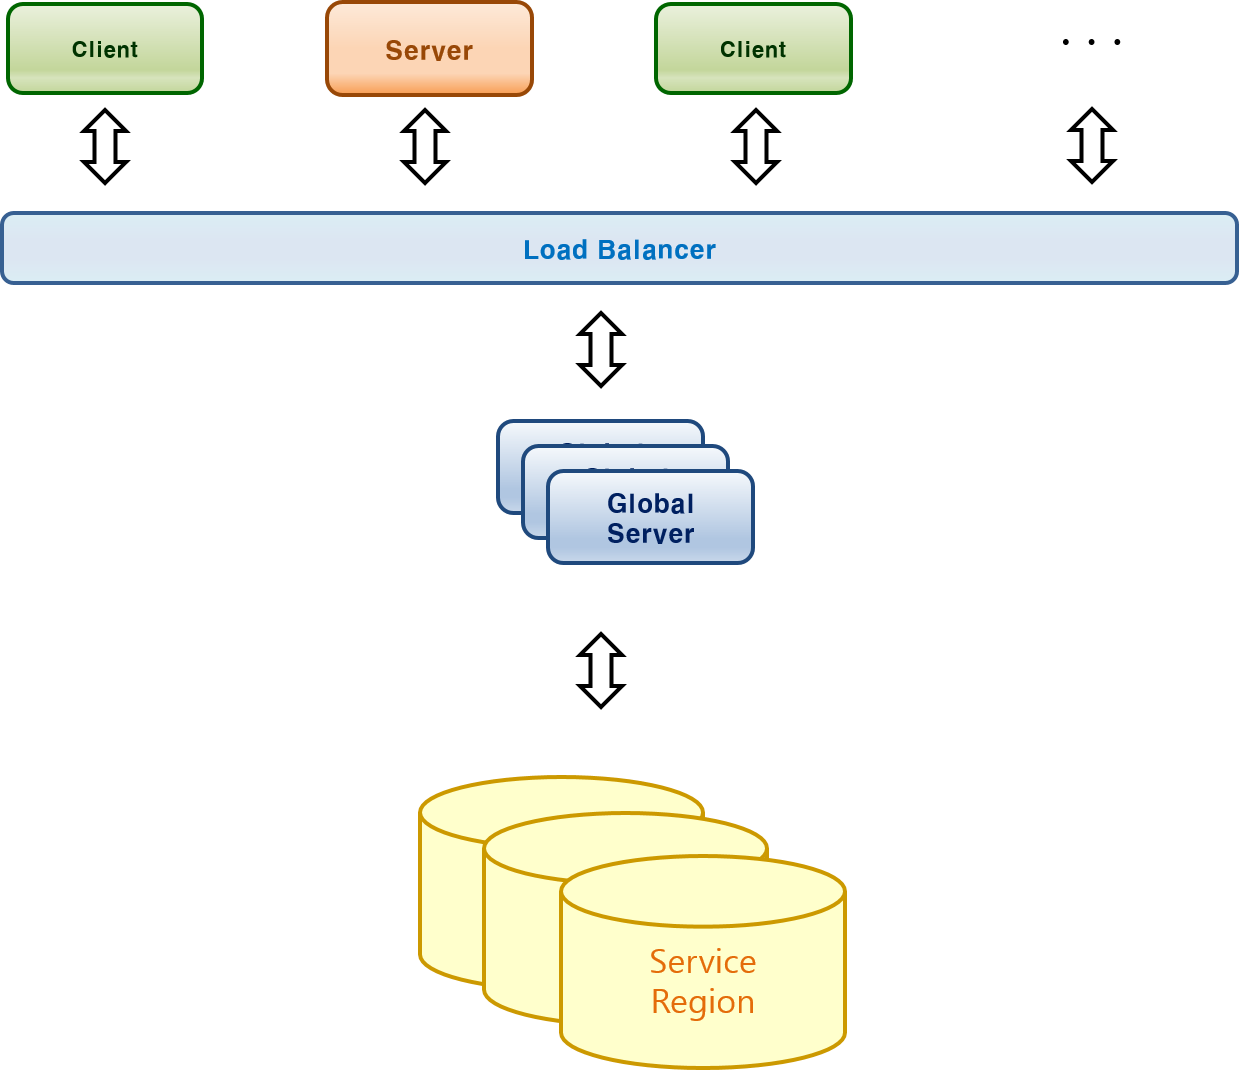 Client
Server
Client
. . .
Load Balancer
Global
Server
Service
Region